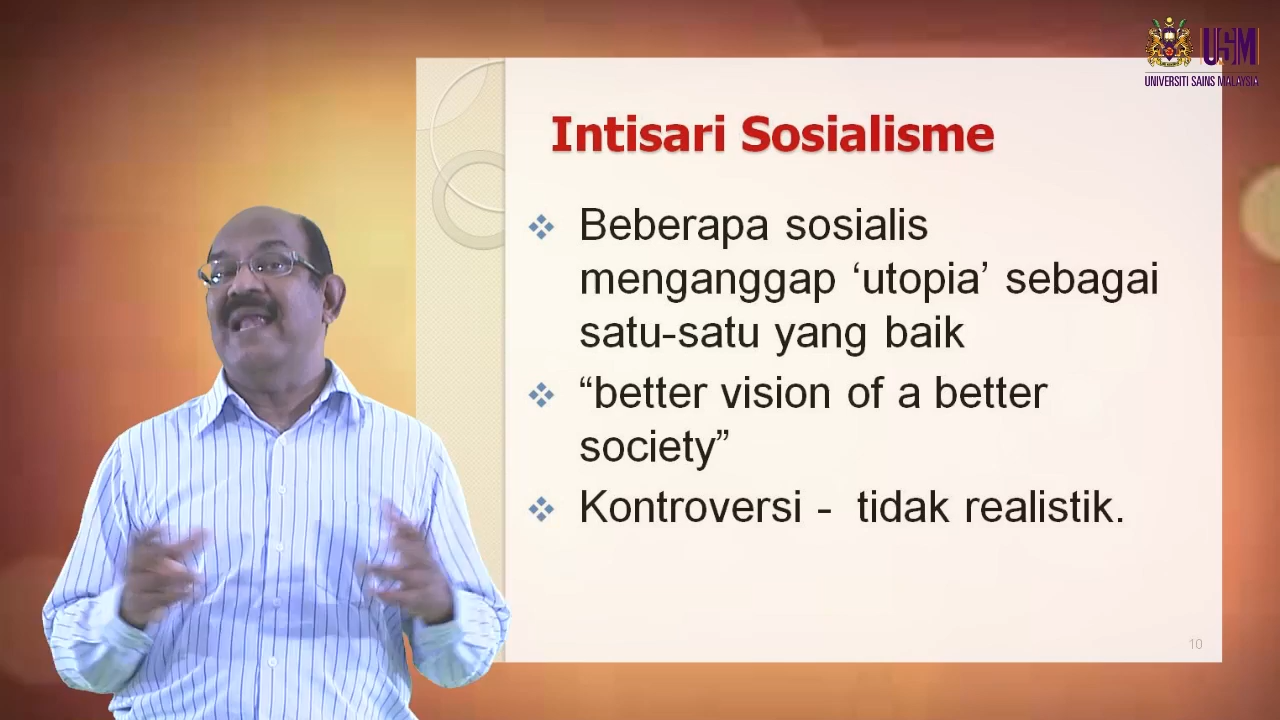 USM
UNIVERSITI SAINS MALAYSIA
Intisari Sosialisme
Beberapa sosialis
menganggap ‘utopia’ sebagai
satu-satu yang baik
“better vision of a better
society”
Kontroversi - tidak realistik.
10